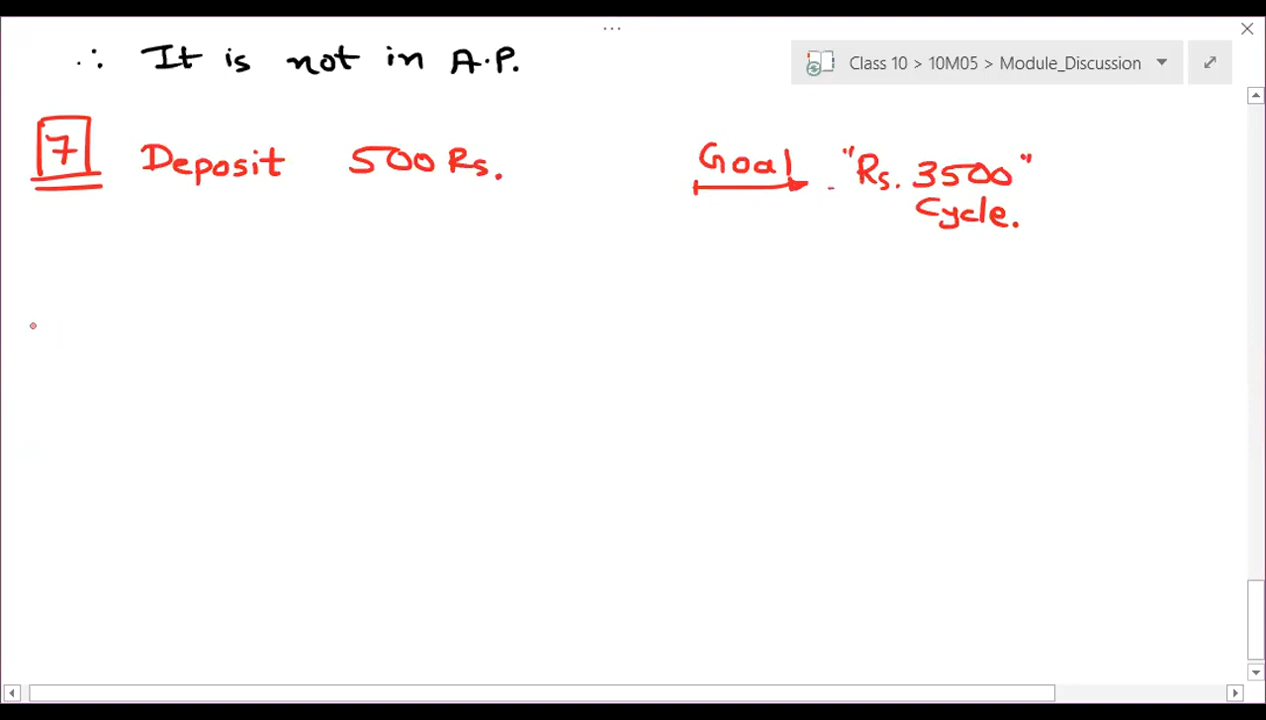 ∴ It is not in A.P.
Class 10 > 10M05 > Module_Discussion
7 Deposit 500 Rs. Goal "Rs. 3500"
Cycle.